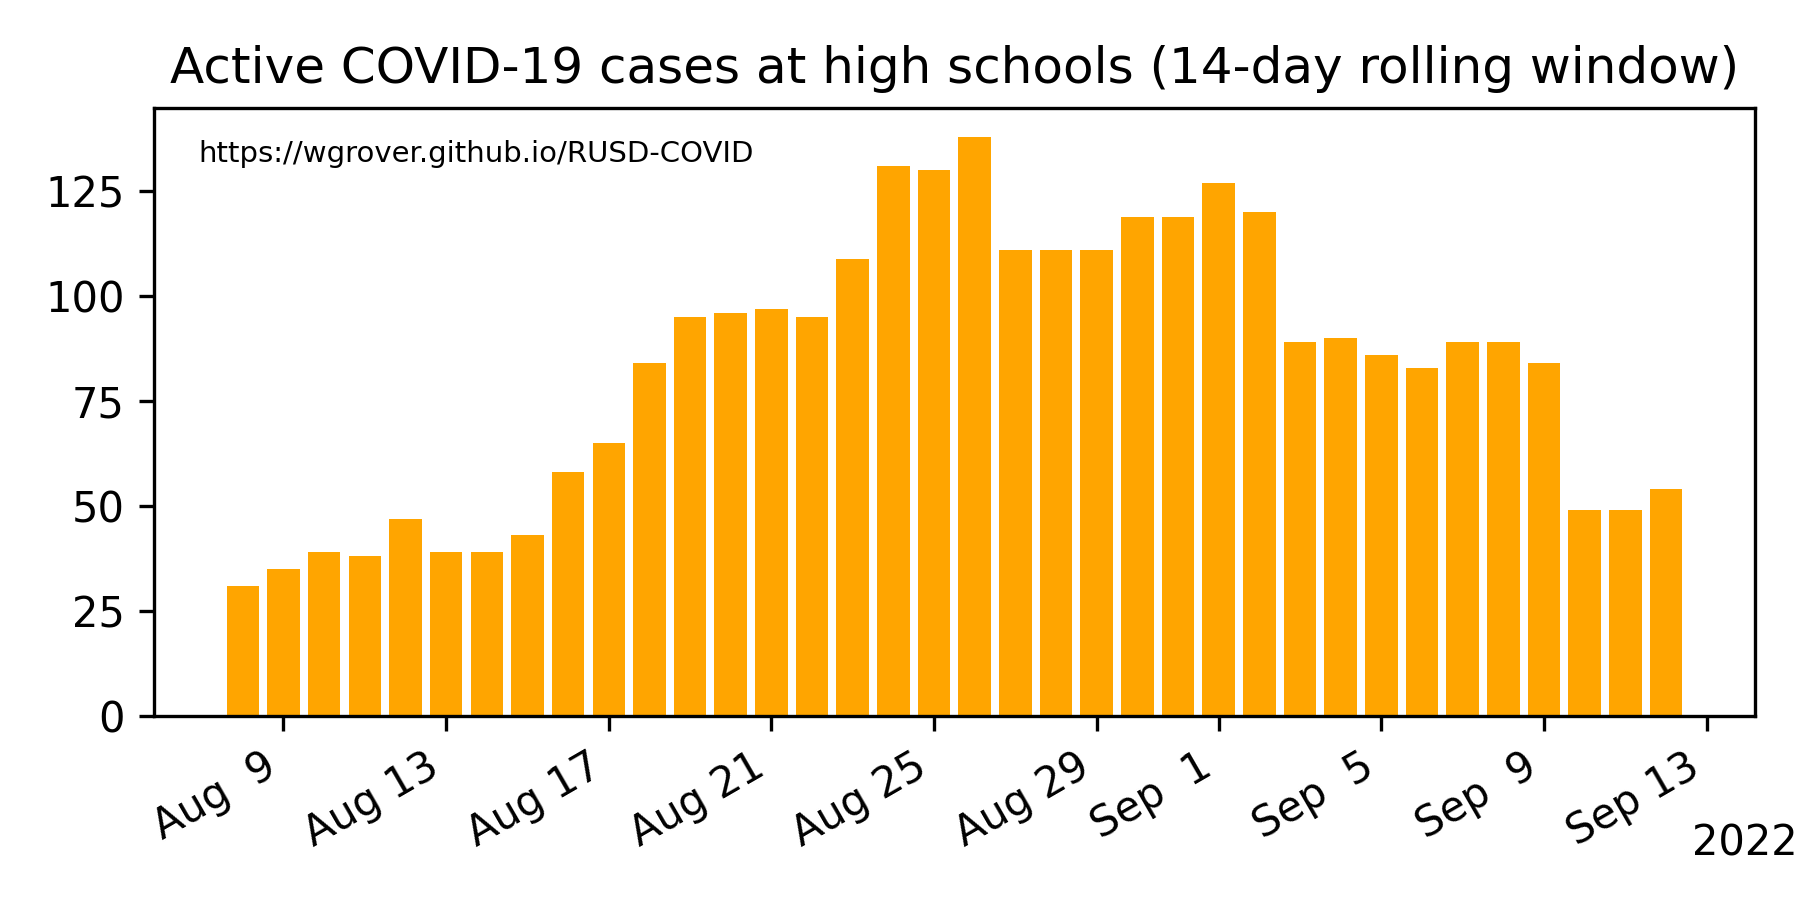 Active COVID-19 cases at high schools (14-day rolling window)
https://wgrover.github.io/RUSD-COVID
125
100
75
50
25
0
Aug 9 Aug 13 Aug 17 Aug 21 Aug 25 Aug 29 Sep 1 Sep 5 Sep 9 Sep 13
2022